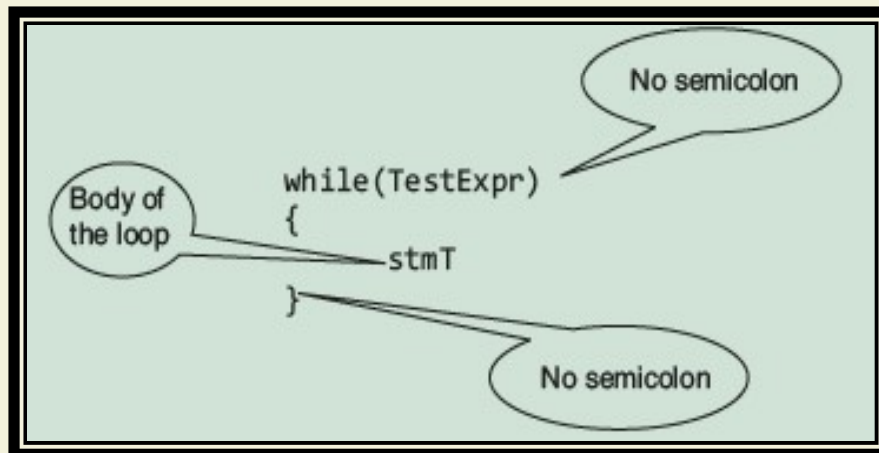 No semicolon
while(TestExpr)
{
Body of
the loop
stmT
}
No semicolon